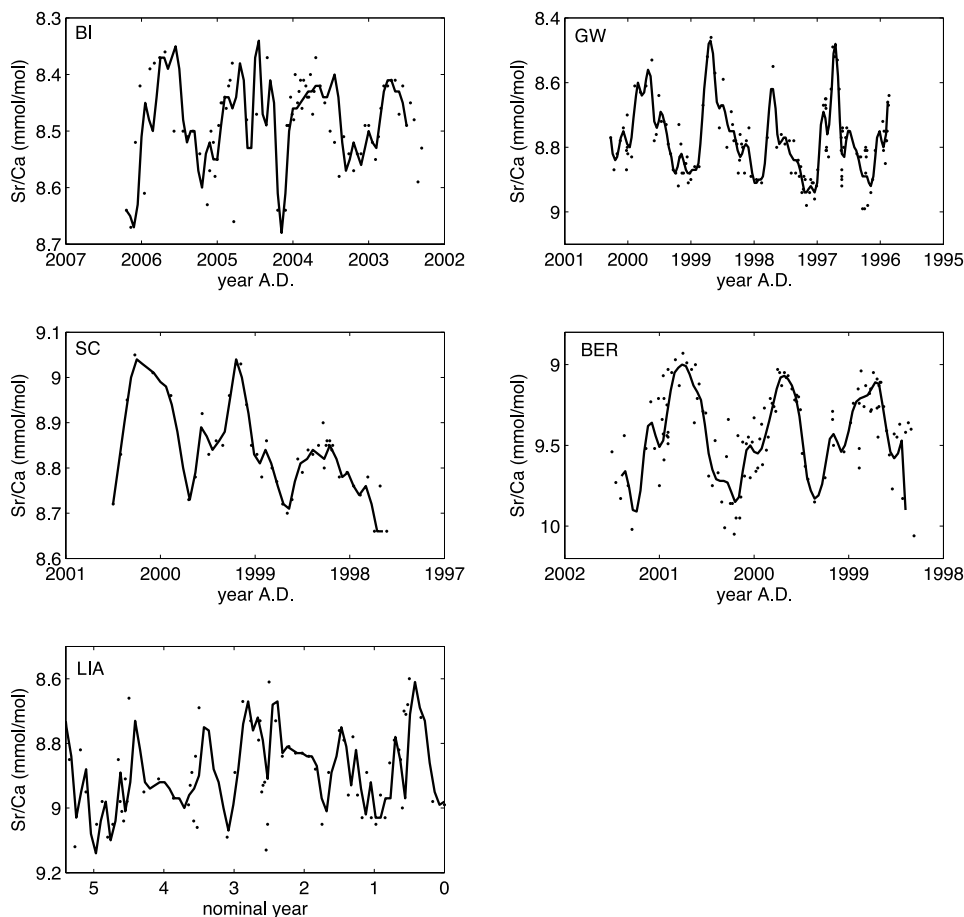 8.3
BI
8.4
8.5
8.6
8.7
Sr/Ca (mmol/mol)
2007 2006 2005 2004 2003 2002
year A.D.
8.4
GW
8.6
8.8
9
Sr/Ca (mmol/mol)
2001 2000 1999 1998 1997 1996 1995
year A.D.
9.1
SC
9
8.9
8.8
8.7
8.6
Sr/Ca (mmol/mol)
2001 2000 1999 1998 1997
year A.D.
BER
9
9.5
10
Sr/Ca (mmol/mol)
2002 2001 2000 1999 1998
year A.D.
LIA
8.6
8.8
9
9.2
Sr/Ca (mmol/mol)
5 4 3 2 1 0
nominal year